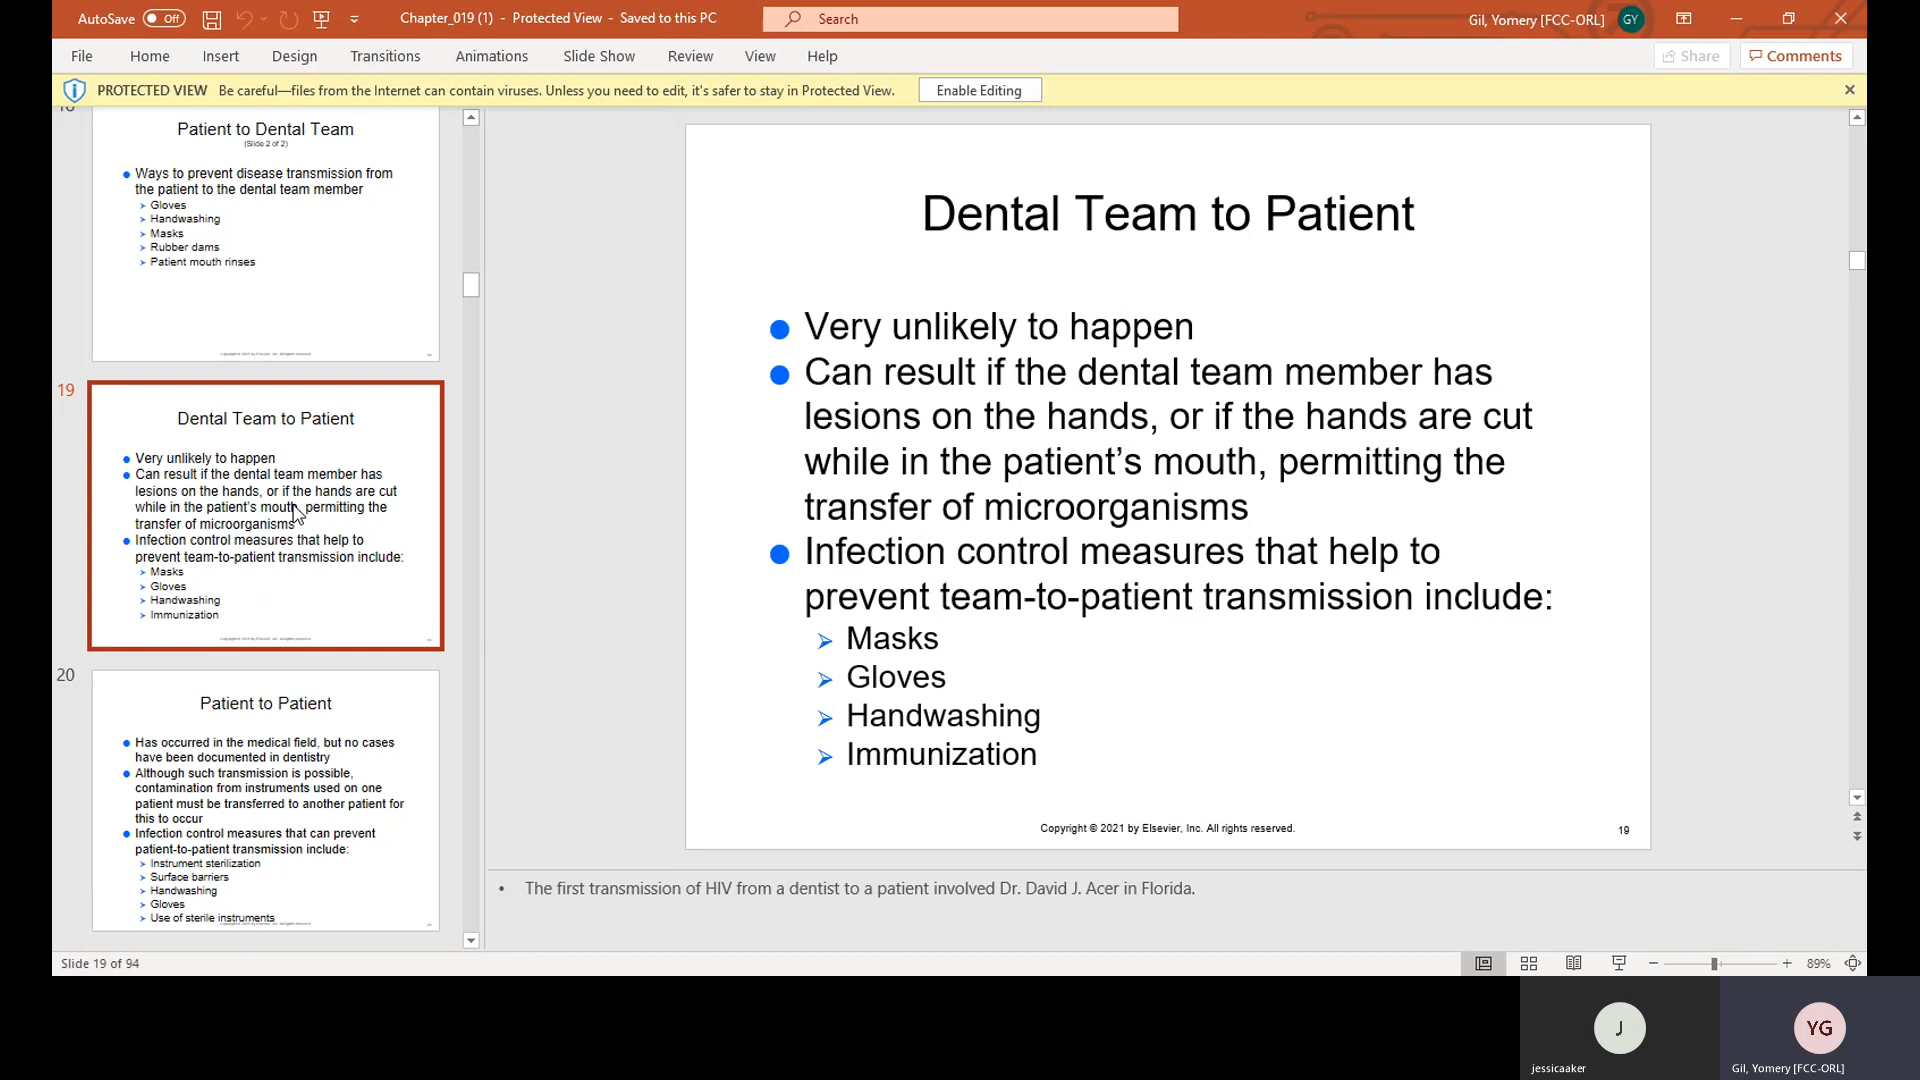 AutoSave Off
Chapter_019 (1) - Protected View - Saved to this PC
Search
Gil, Yomery [FCC-ORL] GY
File Home Insert Design Transitions Animations Slide Show Review View Help
Share Comments
PROTECTED VIEW Be careful—files from the Internet can contain viruses. Unless you need to edit, it's safer to stay in Protected View. Enable Editing
Patient to Dental Team
(Slide 2 of 2)
Ways to prevent disease transmission from
the patient to the dental team member
Gloves
Handwashing
Masks
Rubber dams
Patient mouth rinses
19
Dental Team to Patient
Very unlikely to happen
Can result if the dental team member has
lesions on the hands, or if the hands are cut
while in the patient's mouth, permitting the
transfer of microorganisms
Infection control measures that help to
prevent team-to-patient transmission include:
Masks
Gloves
Handwashing
Immunization
20
Patient to Patient
Has occurred in the medical field, but no cases
have been documented in dentistry
Although such transmission is possible,
contamination from instruments used on one
patient must be transferred to another patient for
this to occur
Infection control measures that can prevent
patient-to-patient transmission include:
Instrument sterilization
Surface barriers
Handwashing
Gloves
Use of sterile instruments
Dental Team to Patient
Very unlikely to happen
Can result if the dental team member has
lesions on the hands, or if the hands are cut
while in the patient's mouth, permitting the
transfer of microorganisms
Infection control measures that help to
prevent team-to-patient transmission include:
Masks
Gloves
Handwashing
Immunization
Copyright © 2021 by Elsevier, Inc. All rights reserved.
19
The first transmission of HIV from a dentist to a patient involved Dr. David J. Acer in Florida.
Slide 19 of 94
89%
J
jessicaaker
YG
Gil, Yomery [FCC-ORL]